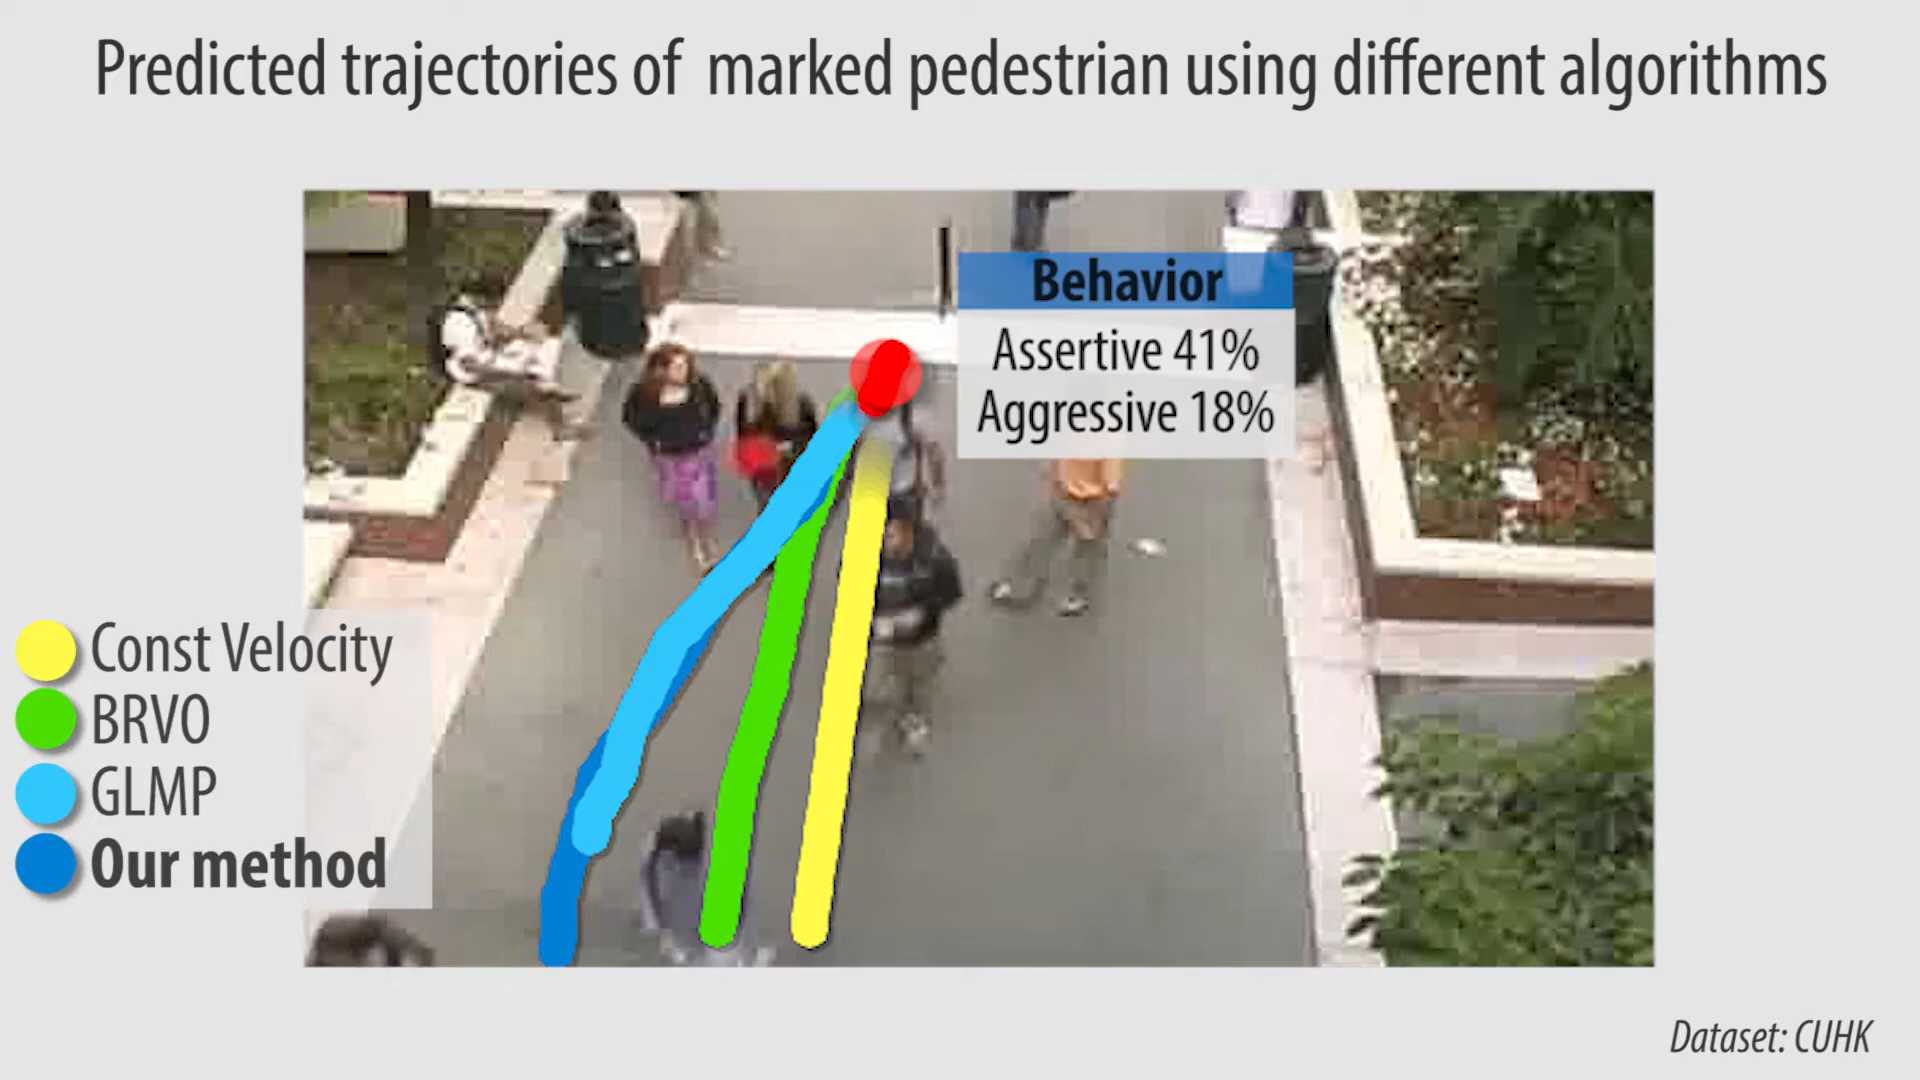 Predicted trajectories of marked pedestrian using different algorithms
Behavior
Assertive 41%
Aggressive 18%
Const Velocity
BRVO
GLMP
Our method
Dataset: CUHK